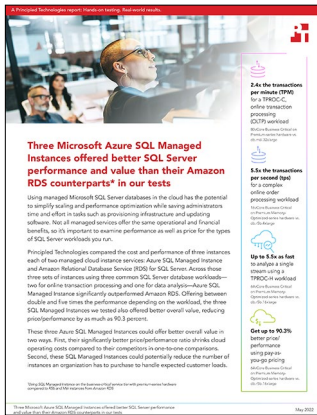 A Principled Technologies report: Hands-on testing. Real-world results.
Three Microsoft Azure SQL Managed
Instances offered better SQL Server
performance and value than their Amazon
RDS counterparts* in our tests
Using managed Microsoft SQL Server databases in the cloud has the potential
to simplify scaling and performance optimization while saving administrators
time and effort in tasks such as provisioning infrastructure and updating
software. Not all managed services offer the same operational and financial
benefits, so it's important to examine performance as well as price for the types
of SQL Server workloads you run.
Principled Technologies compared the cost and performance of three instances
each of two managed cloud instance services: Azure SQL Managed Instance
and Amazon Relational Database Service (RDS) for SQL Server. Across those
three sets of instances using three common SQL Server database workloads—
two for online transaction processing and one for data analysis—Azure SQL
Managed Instance significantly outperformed Amazon RDS. Offering between
double and five times the performance depending on the workload, the three
SQL Managed Instances we tested also offered better overall value, reducing
price/performance by as much as 90.3 percent.
These three Azure SQL Managed Instances could offer better overall value in
two ways. First, their significantly better price/performance ratio shrinks cloud
operating costs compared to their competitors in one-to-one comparisons.
Second, these SQL Managed Instances could potentially reduce the number of
instances an organization has to purchase to handle expected customer loads.
2.4x the transactions
per minute (TPM)
for a TPROC-C,
online transaction
processing
(OLTP) workload
5.5x the transactions
per second (tps)
for a complex
online order
processing workload
Up to 5.5x as fast
to analyze a single
stream using a
TPROC-H workload
Get up to 90.3%
better price/
performance
using pay-as-
you-go pricing
Three Microsoft Azure SQL Managed Instances offered better SQL Server performance
and value than their Amazon RDS counterparts in our tests
May 2022